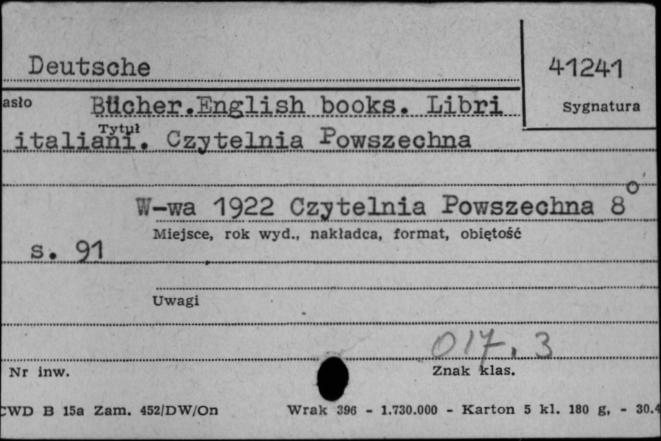 Deutsche
41241
asło
Bücher.English books. Libri
Sygnatura
Tytuł
italiani. Czytelnia Powszechna
W-wa 1922 Czytelnia Powszechna 8°
Miejsce, rok wyd., nakładca, format, obiętość
s. 91
Uwagi
017.3
Nr inw.
Znak klas.
CWD B 15a Zam. 452/DW/On Wrak 396 - 1.730.000 - Karton 5 kl. 180 g, - 30.4